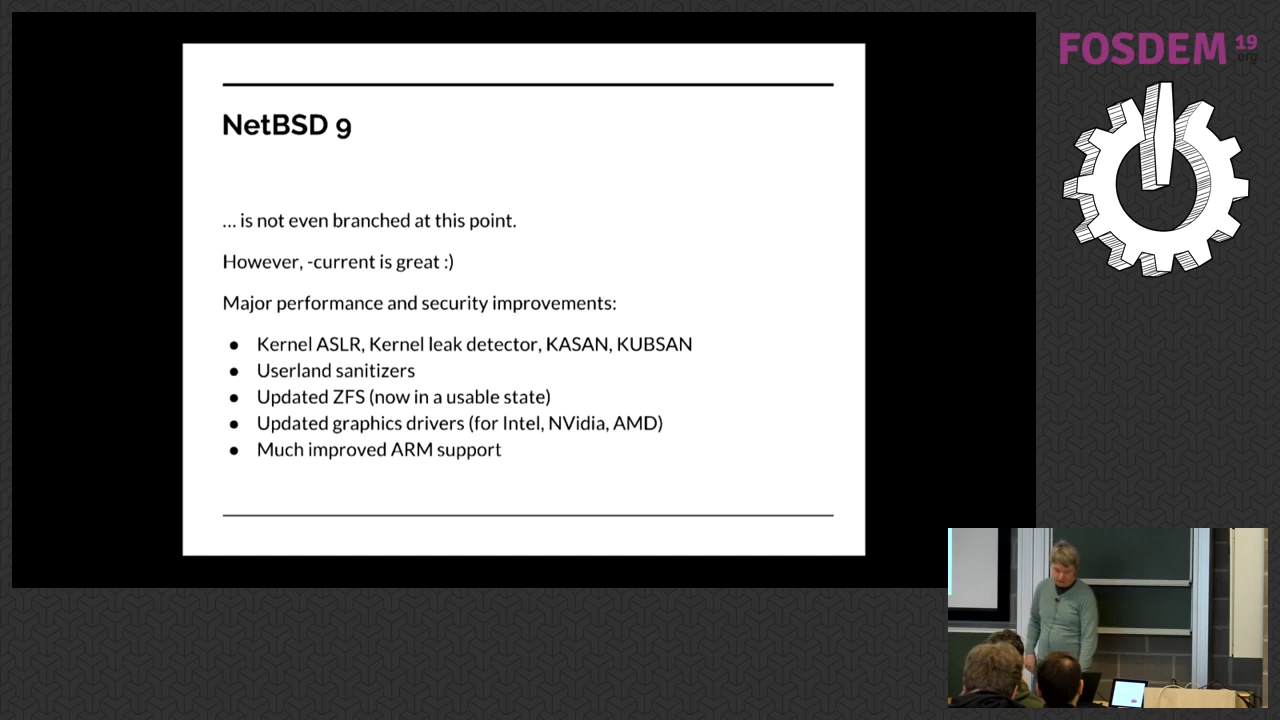 FOSDEM 19
.org
NetBSD 9
... is not even branched at this point.
However, -current is great :)
Major performance and security improvements:
● Kernel ASLR, Kernel leak detector, KASAN, KUBSAN
● Userland sanitizers
● Updated ZFS (now in a usable state)
● Updated graphics drivers (for Intel, NVidia, AMD)
● Much improved ARM support